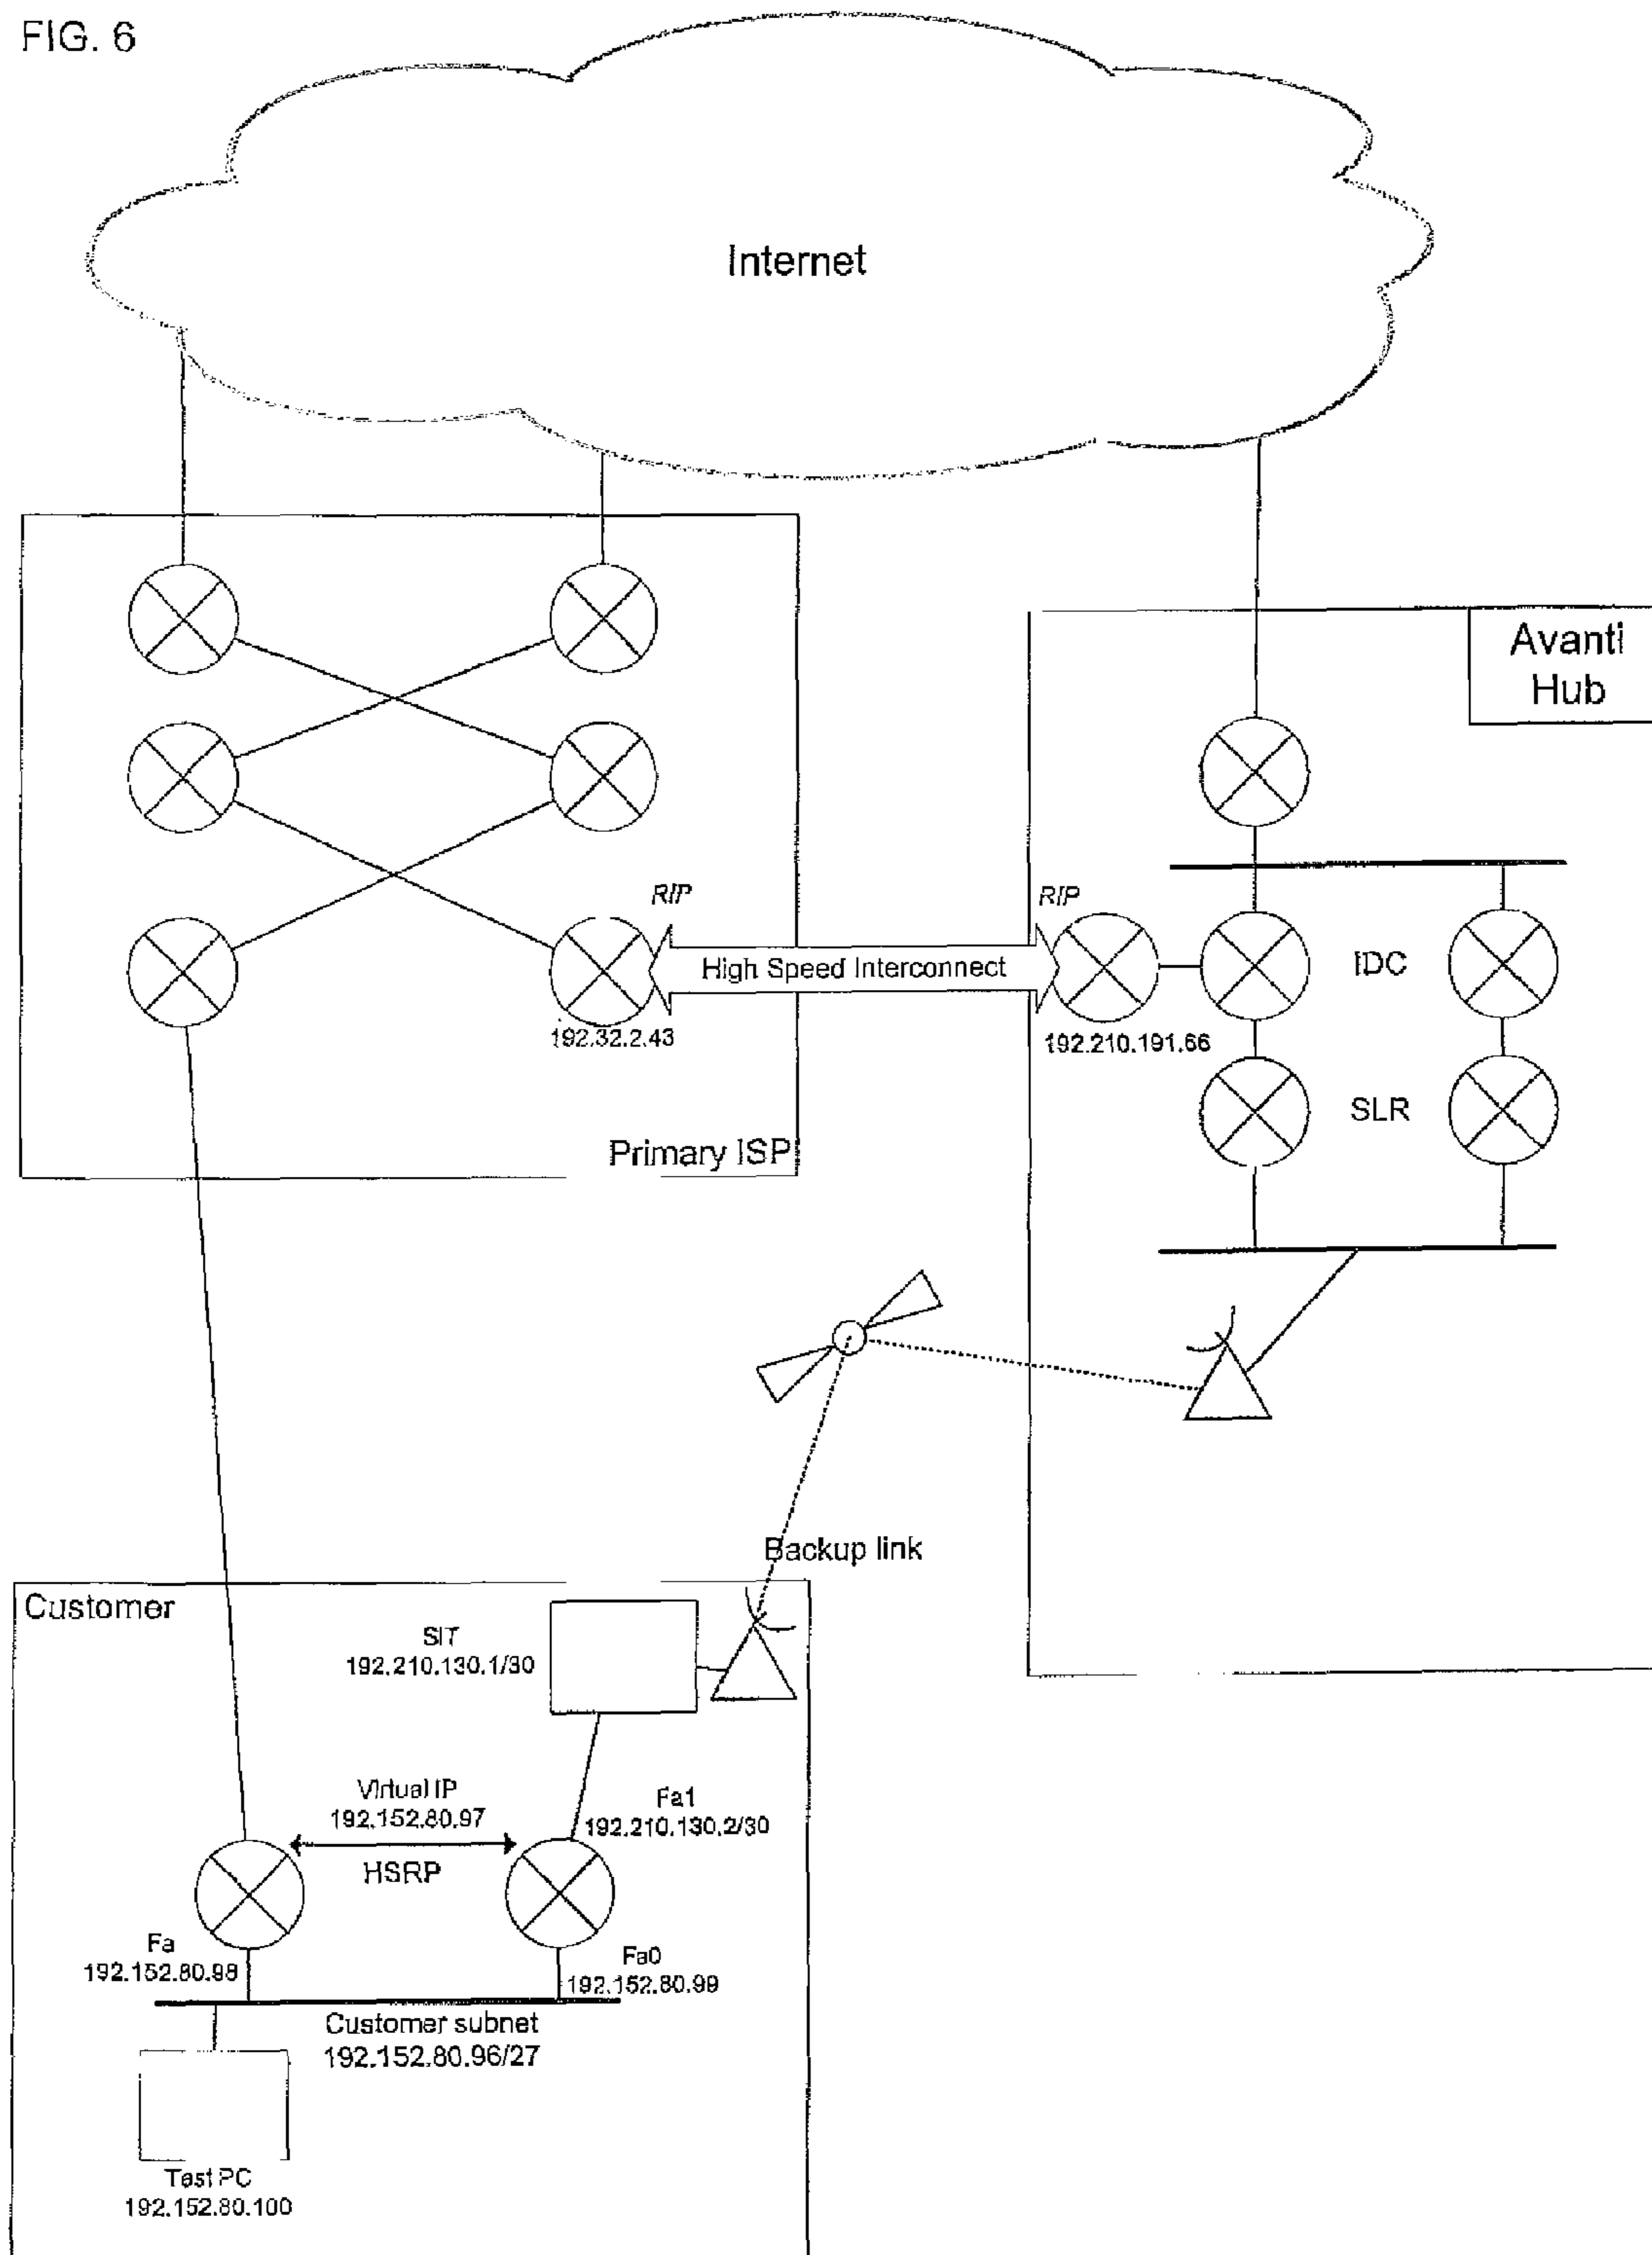 FIG. 6
Internet
Avanti
Hub
RIP
RIP
High Speed Interconnect
IDC
192.32.2.43
192.210.191.66
SLR
Primary ISP
Backup link
Customer
SIT
192.210.130.1/30
Virtual IP
192.152.80.97
Fa1
192.210.130.2/30
HSRP
Fa
192.152.80.98
Fa0
192.152.80.99
Customer subnet
192.152.80.96/27
Test PC
192.152.80.100